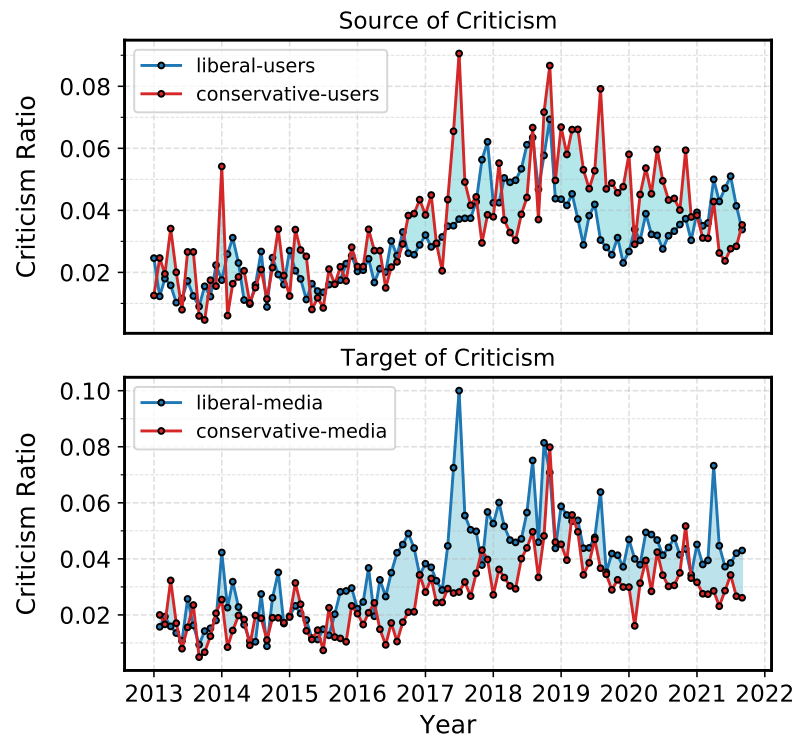 Source of Criticism
liberal-users
conservative-users
0.08
0.06
0.04
0.02
Criticism Ratio
Target of Criticism
liberal-media
conservative-media
0.10
0.08
0.06
0.04
0.02
Criticism Ratio
2013 2014 2015 2016 2017 2018 2019 2020 2021 2022
Year